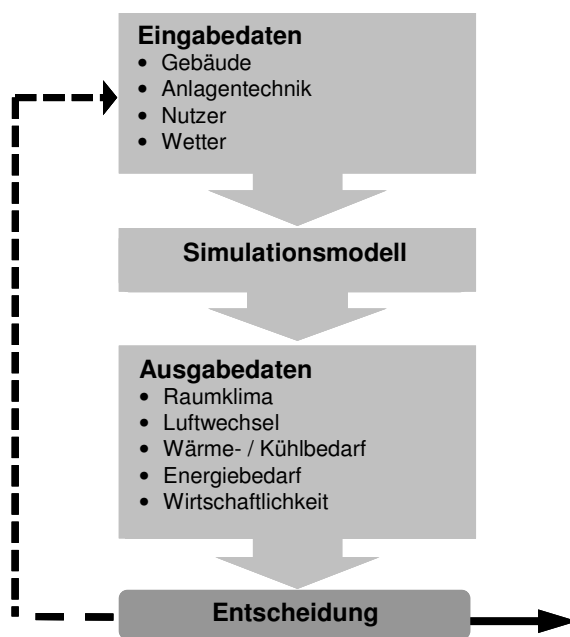 Eingabedaten
• Gebäude
• Anlagentechnik
• Nutzer
• Wetter
Simulationsmodell
Ausgabedaten
• Raumklima
• Luftwechsel
• Wärme- / Kühlbedarf
• Energiebedarf
• Wirtschaftlichkeit
Entscheidung